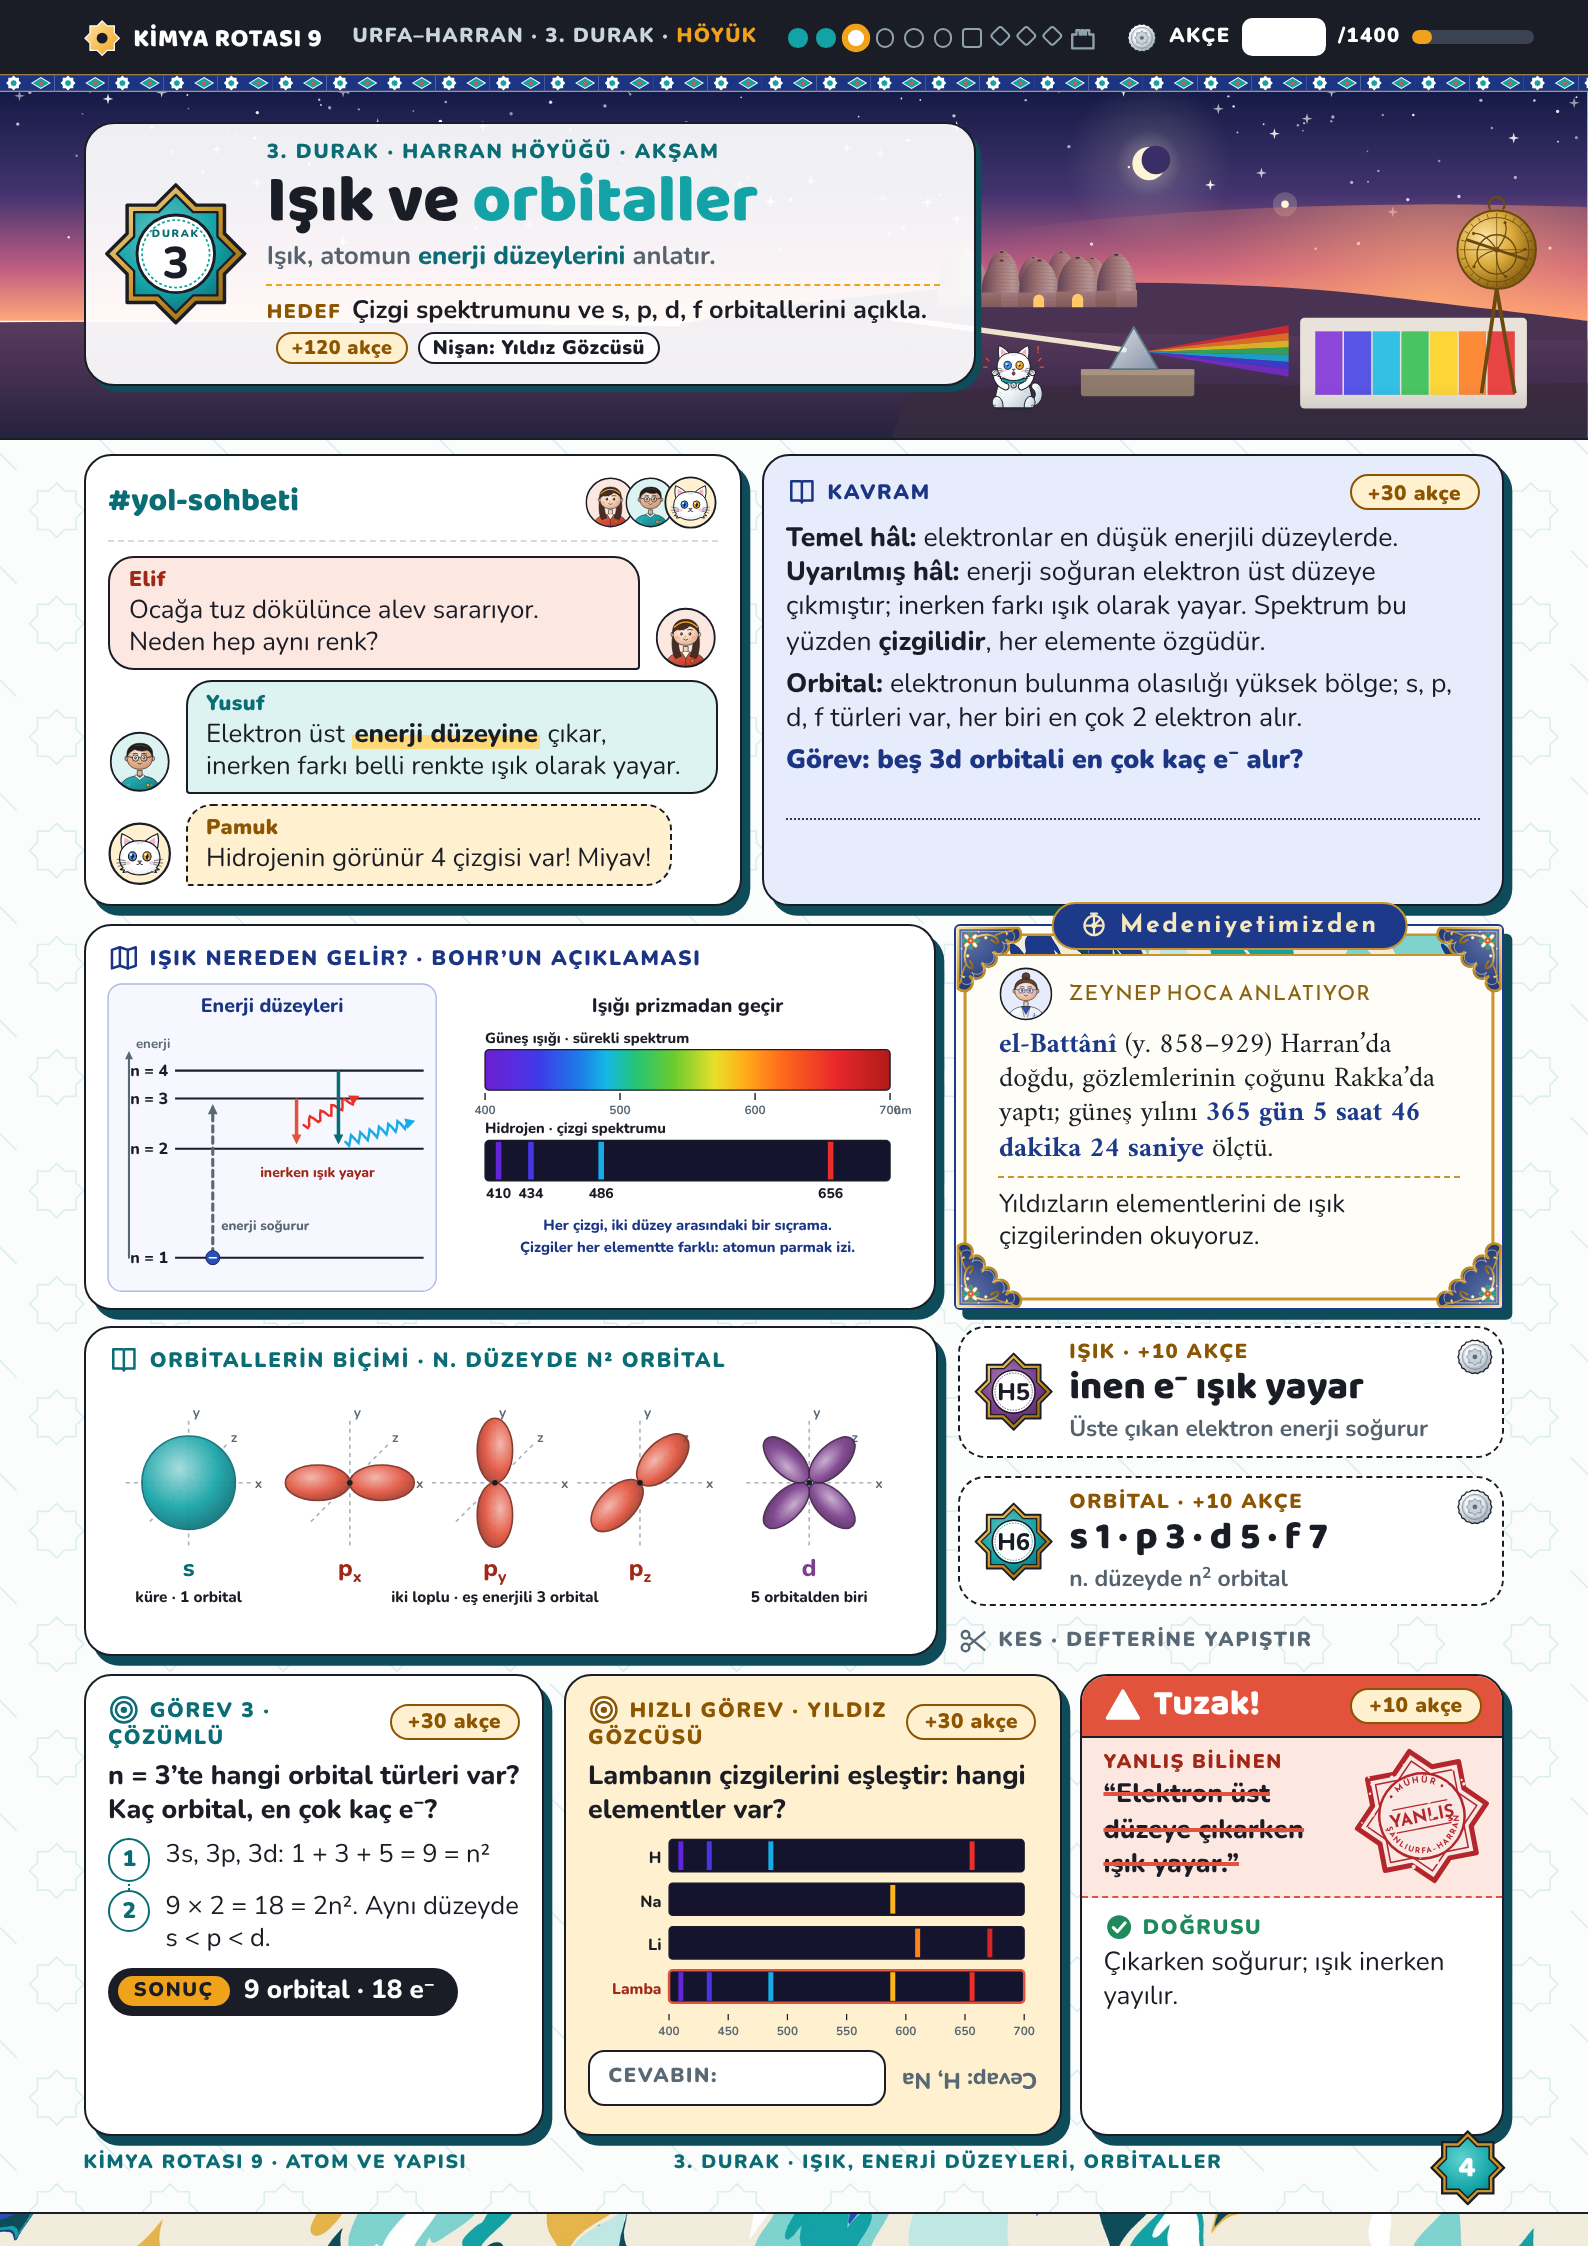 KİMYA ROTASI 9
URFA–HARRAN · 3. DURAK · HÖYÜK
AKÇE /1400
3. DURAK · HARRAN HÖYÜĞÜ · AKŞAM
DURAK
3
Işık ve orbitaller
Işık, atomun enerji düzeylerini anlatır.
HEDEF Çizgi spektrumunu ve s, p, d, f orbitallerini açıkla.
+120 akçe
Nişan: Yıldız Gözcüsü
#yol-sohbeti
Elif
Ocağa tuz dökülünce alev sararıyor.
Neden hep aynı renk?
Yusuf
Elektron üst enerji düzeyine çıkar,
inerken farkı belli renkte ışık olarak yayar.
Pamuk
Hidrojenin görünür 4 çizgisi var! Miyav!
KAVRAM
+30 akçe
Temel hâl: elektronlar en düşük enerjili düzeylerde.
Uyarılmış hâl: enerji soğuran elektron üst düzeye
çıkmıştır; inerken farkı ışık olarak yayar. Spektrum bu
yüzden çizgilidir, her elemente özgüdür.
Orbital: elektronun bulunma olasılığı yüksek bölge; s, p,
d, f türleri var, her biri en çok 2 elektron alır.
Görev: beş 3d orbitali en çok kaç e⁻ alır?
IŞIK NEREDEN GELİR? · BOHR’UN AÇIKLAMASI
Enerji düzeyleri
enerji
n = 4
n = 3
n = 2
inerken ışık yayar
enerji soğurur
n = 1
Işığı prizmadan geçir
Güneş ışığı · sürekli spektrum
400 500 600 700 nm
Hidrojen · çizgi spektrumu
410 434 486 656
Her çizgi, iki düzey arasındaki bir sıçrama.
Çizgiler her elementte farklı: atomun parmak izi.
Medeniyetimizden
ZEYNEP HOCA ANLATIYOR
el-Battânî (y. 858–929) Harran’da
doğdu, gözlemlerinin çoğunu Rakka’da
yaptı; güneş yılını 365 gün 5 saat 46
dakika 24 saniye ölçtü.
Yıldızların elementlerini de ışık
çizgilerinden okuyoruz.
ORBİTALLERİN BİÇİMİ · N. DÜZEYDE N² ORBİTAL
y y y y y
z z z z z
x x x x x
s pₓ p_y p_z d
küre · 1 orbital
iki loplu · eş enerjili 3 orbital
5 orbitalden biri
H5
IŞIK · +10 AKÇE
inen e⁻ ışık yayar
Üste çıkan elektron enerji soğurur
H6
ORBİTAL · +10 AKÇE
s 1 · p 3 · d 5 · f 7
n. düzeyde n² orbital
KES · DEFTERİNE YAPIŞTIR
GÖREV 3 ·
ÇÖZÜMLÜ
+30 akçe
n = 3’te hangi orbital türleri var?
Kaç orbital, en çok kaç e⁻?
1 3s, 3p, 3d: 1 + 3 + 5 = 9 = n²
2 9 × 2 = 18 = 2n². Aynı düzeyde
s < p < d.
SONUÇ 9 orbital · 18 e⁻
HIZLI GÖREV · YILDIZ
GÖZCÜSÜ
+30 akçe
Lambanın çizgilerini eşleştir: hangi
elementler var?
H
Na
Li
Lamba
400 450 500 550 600 650 700
CEVABIN:
Cevap: H, Na
Tuzak!
+10 akçe
YANLIŞ BİLİNEN
“Elektron üst
düzeye çıkarken
ışık yayar.”
MÜHÜR
YANLIŞ
ŞANLIURFA-HARRAN
DOĞRUSU
Çıkarken soğurur; ışık inerken
yayılır.
KİMYA ROTASI 9 · ATOM VE YAPISI
3. DURAK · IŞIK, ENERJİ DÜZEYLERİ, ORBİTALLER
4